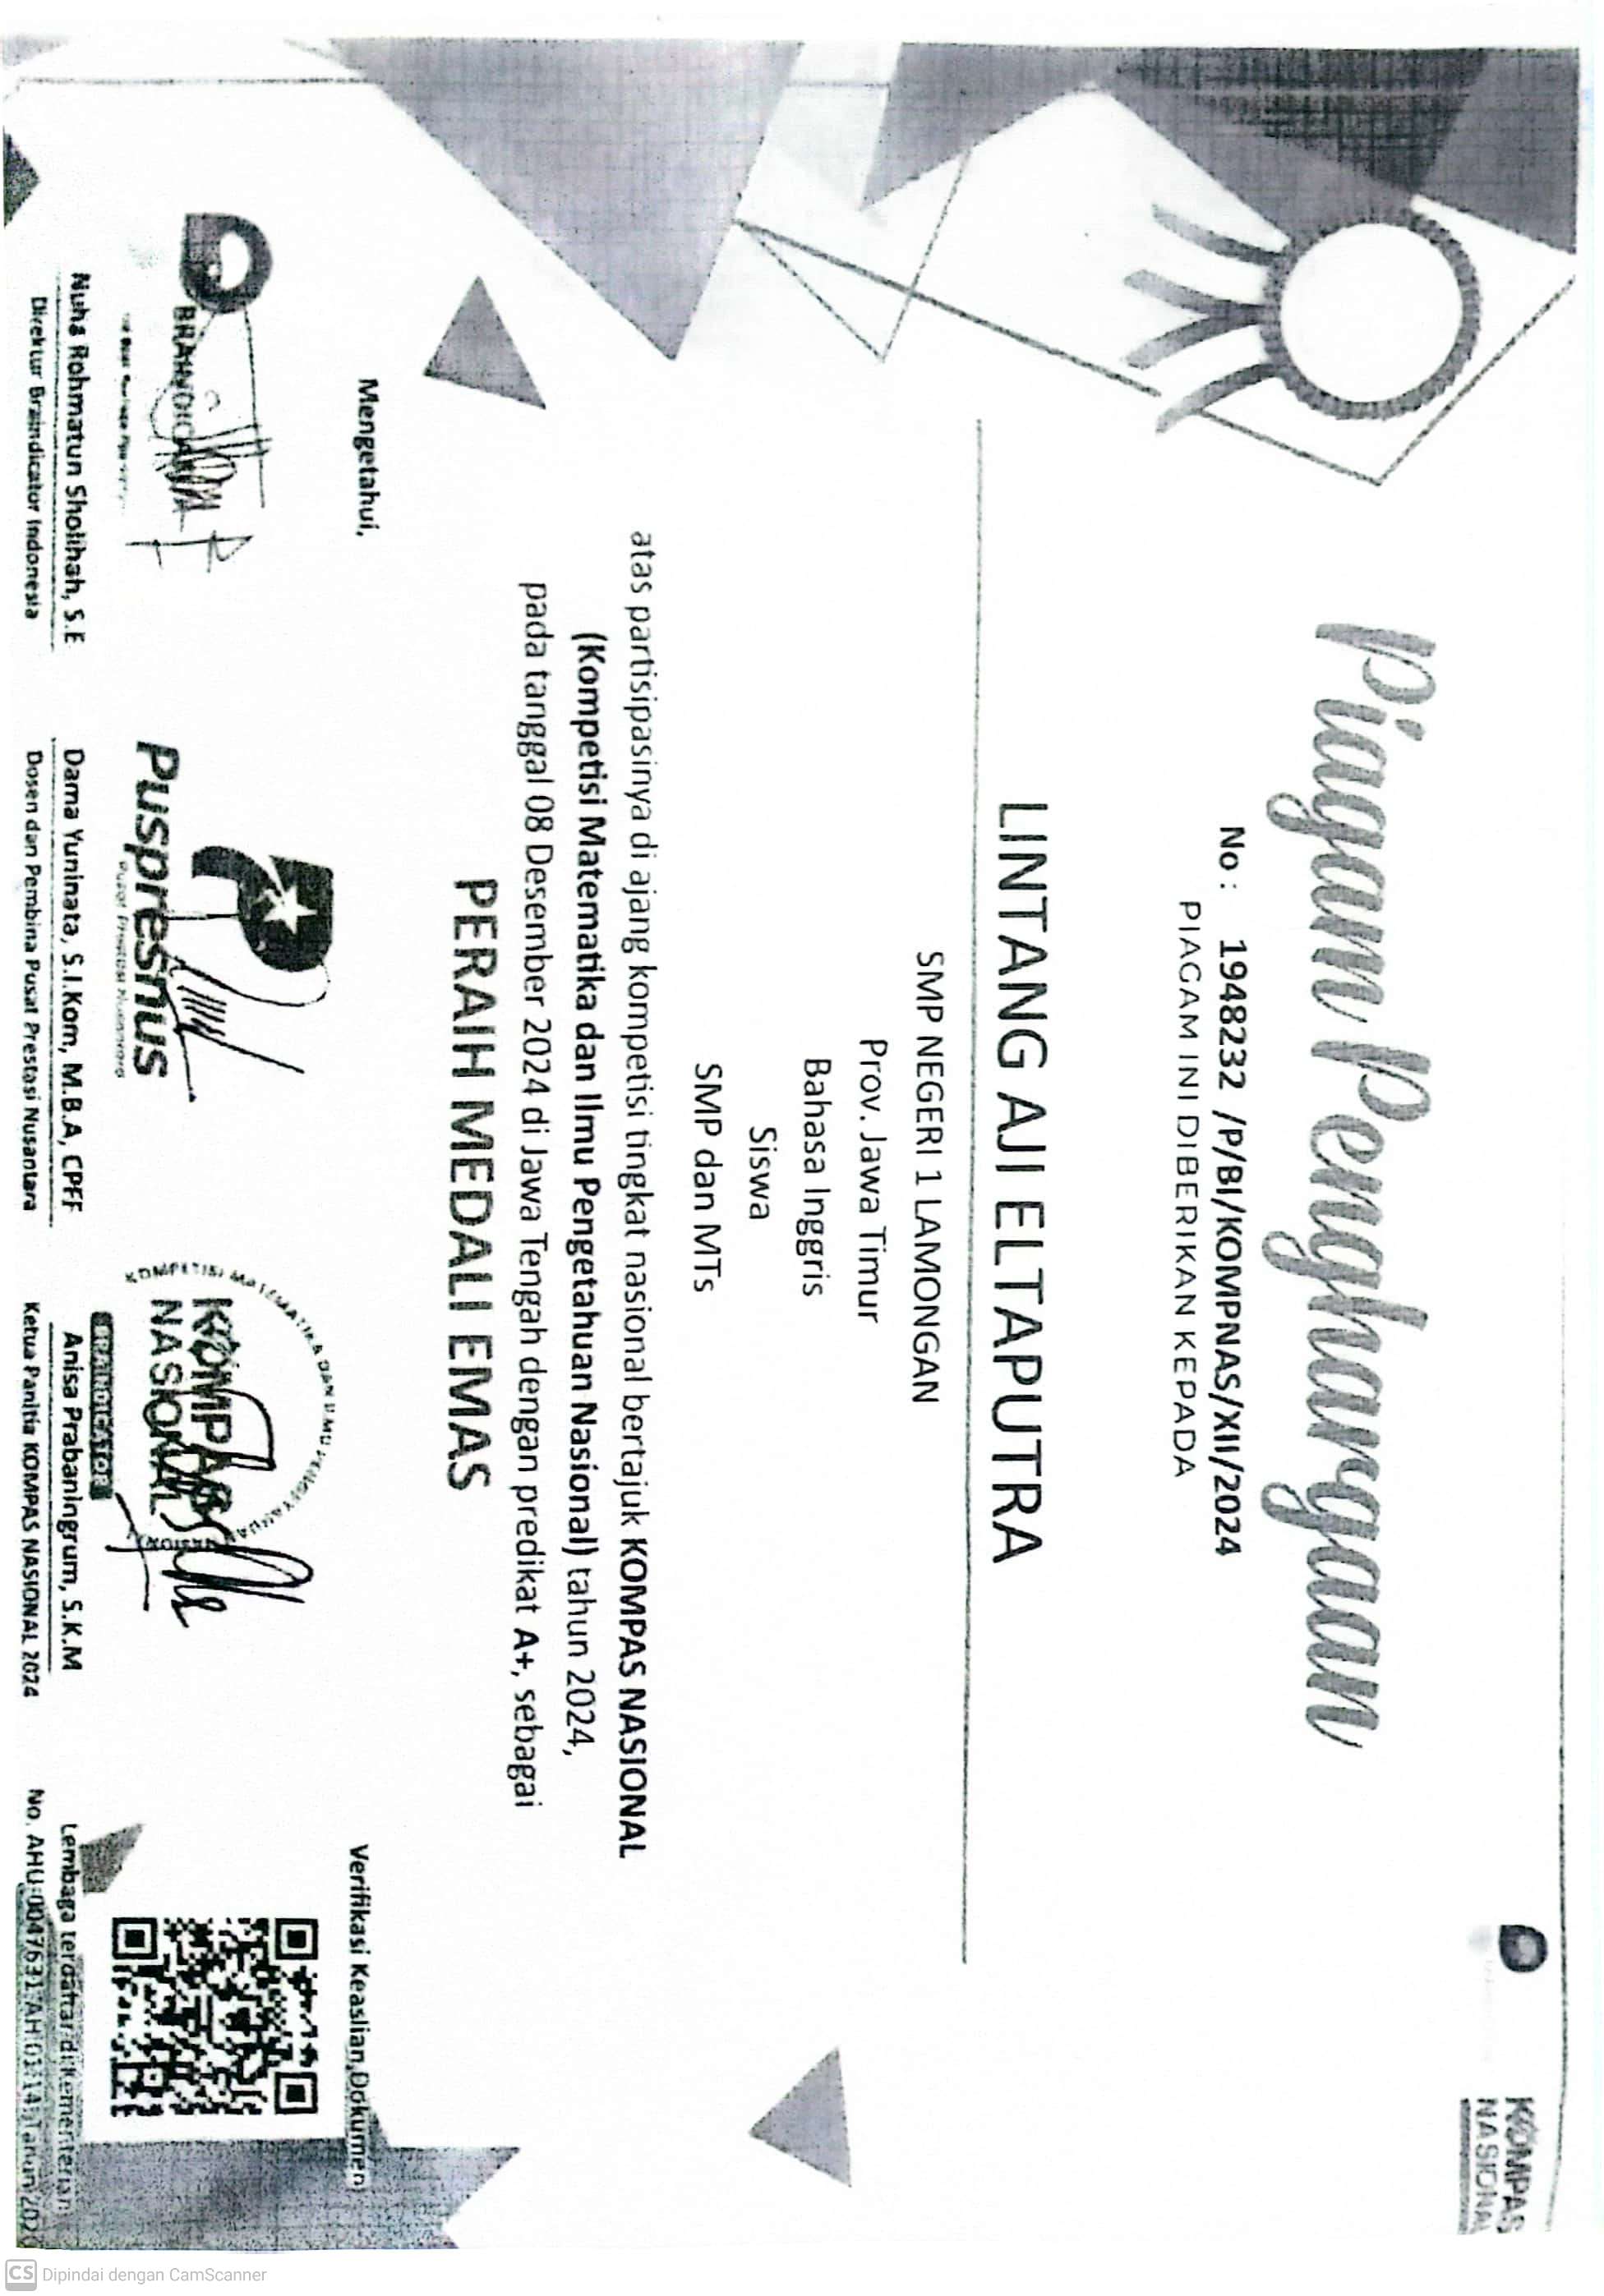 KOMPAS
NASIONAL
Piagam Penghargaan
No : 1948232 /P/BI/KOMPNAS/XII/2024
PIAGAM INI DIBERIKAN KEPADA
LINTANG AJI ELTAPUTRA
SMP NEGERI 1 LAMONGAN
Prov. Jawa Timur
Bahasa Inggris
Siswa
SMP dan MTs
atas partisipasinya di ajang kompetisi tingkat nasional bertajuk KOMPAS NASIONAL
(Kompetisi Matematika dan Ilmu Pengetahuan Nasional) tahun 2024,
pada tanggal 08 Desember 2024 di Jawa Tengah dengan predikat A+, sebagai
PERAIH MEDALI EMAS
Mengetahui,
Nuha Rohmatun Sholihah, S.E
Direktur Braindicator Indonesia
Puspresnus
Pusat Prestasi Nusantara
Dama Yuninata, S.I.Kom, M.B.A, CPFF
Dosen dan Pembina Pusat Prestasi Nusantara
KOMPETISI MATEMATIKA DAN ILMU PENGETAHUAN NASIONAL
KOMPAS
NASIONAL
BRAINDICATOR
Anisa Prabaningrum, S.K.M
Ketua Panitia KOMPAS NASIONAL 2024
Verifikasi Keaslian Dokumen
Lembaga terdaftar di Kementerian
No. AHU-0047631.AH.01.14.Tahun
CS Dipindai dengan CamScanner